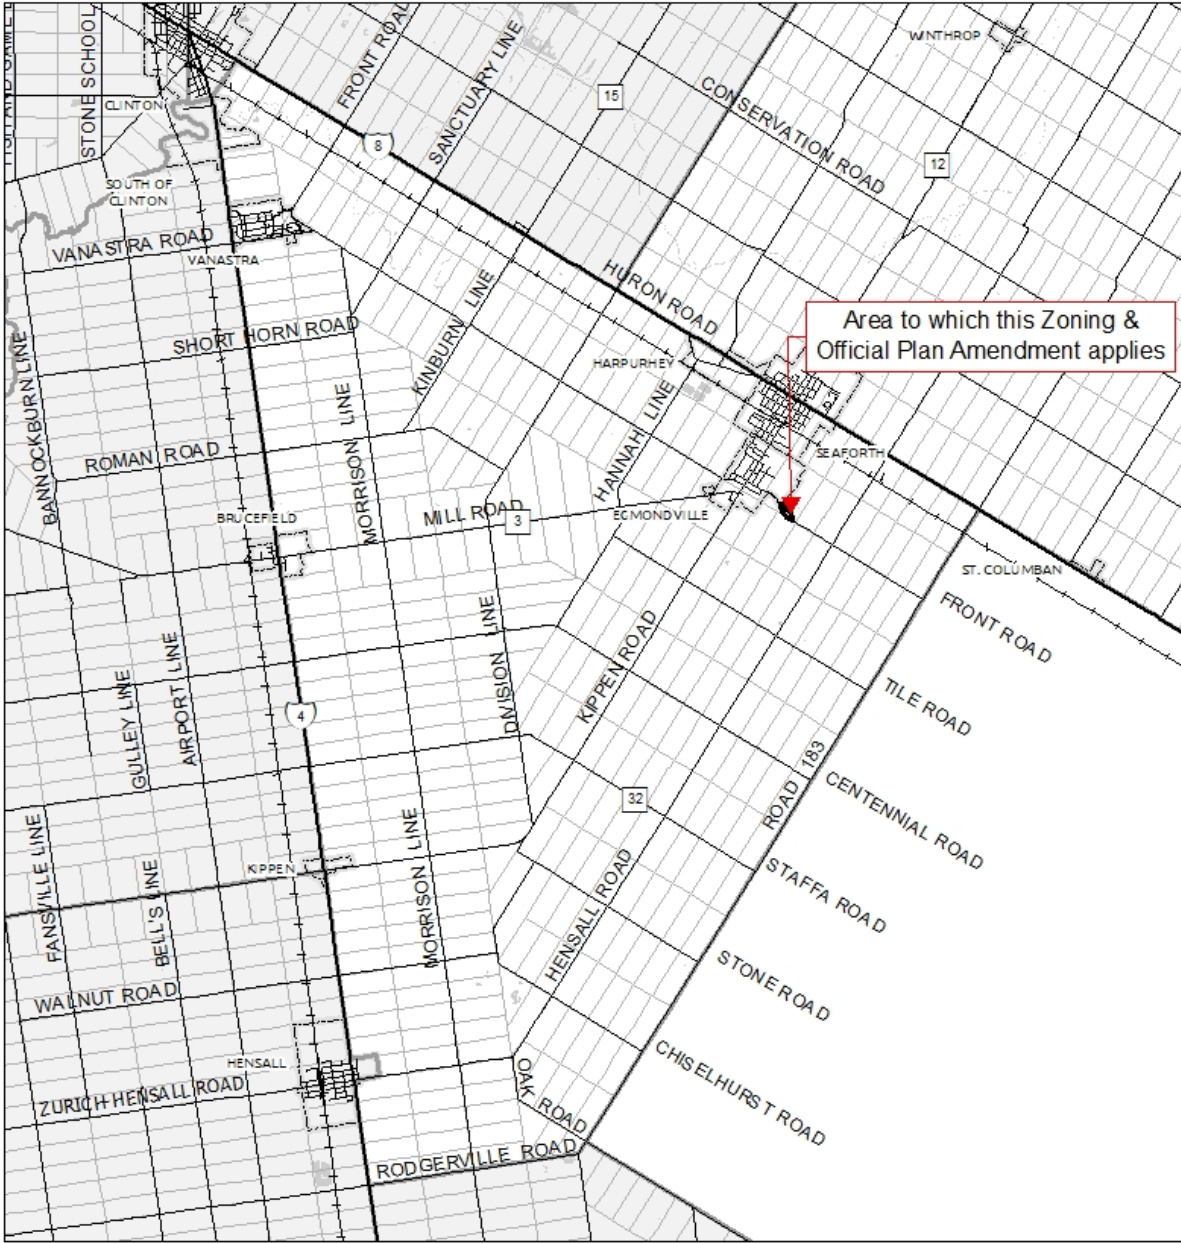 WINTHROP
STONE SCHOOL
FRONT ROAD
SANCTUARY LINE
15
CONSERVATION ROAD
CLINTON
8
12
SOUTH OF
CLINTON
VANASTRA ROAD
VANASTRA
HURON ROAD
KINBURN LINE
Area to which this Zoning &
Official Plan Amendment applies
SHORT HORN ROAD
HARPURHEY
BANNOCKBURN LINE
MORRISON LINE
HANNAH LINE
ROMAN ROAD
SEAFORTH
BRUCEFIELD
MILL ROAD
3
EGMONDVILLE
ST. COLUMBAN
FRONT ROAD
DIVISION LINE
KIPPEN ROAD
GULLEY LINE
AIRPORT LINE
4
TILE ROAD
ROAD 183
32
CENTENNIAL ROAD
FANSVILLE LINE
BELL'S LINE
KIPPEN
MORRISON LINE
HENSALL ROAD
STAFFA ROAD
WALNUT ROAD
STONE ROAD
HENSALL
ZURICH-HENSALL ROAD
OAK ROAD
CHISELHURST ROAD
RODGERVILLE ROAD